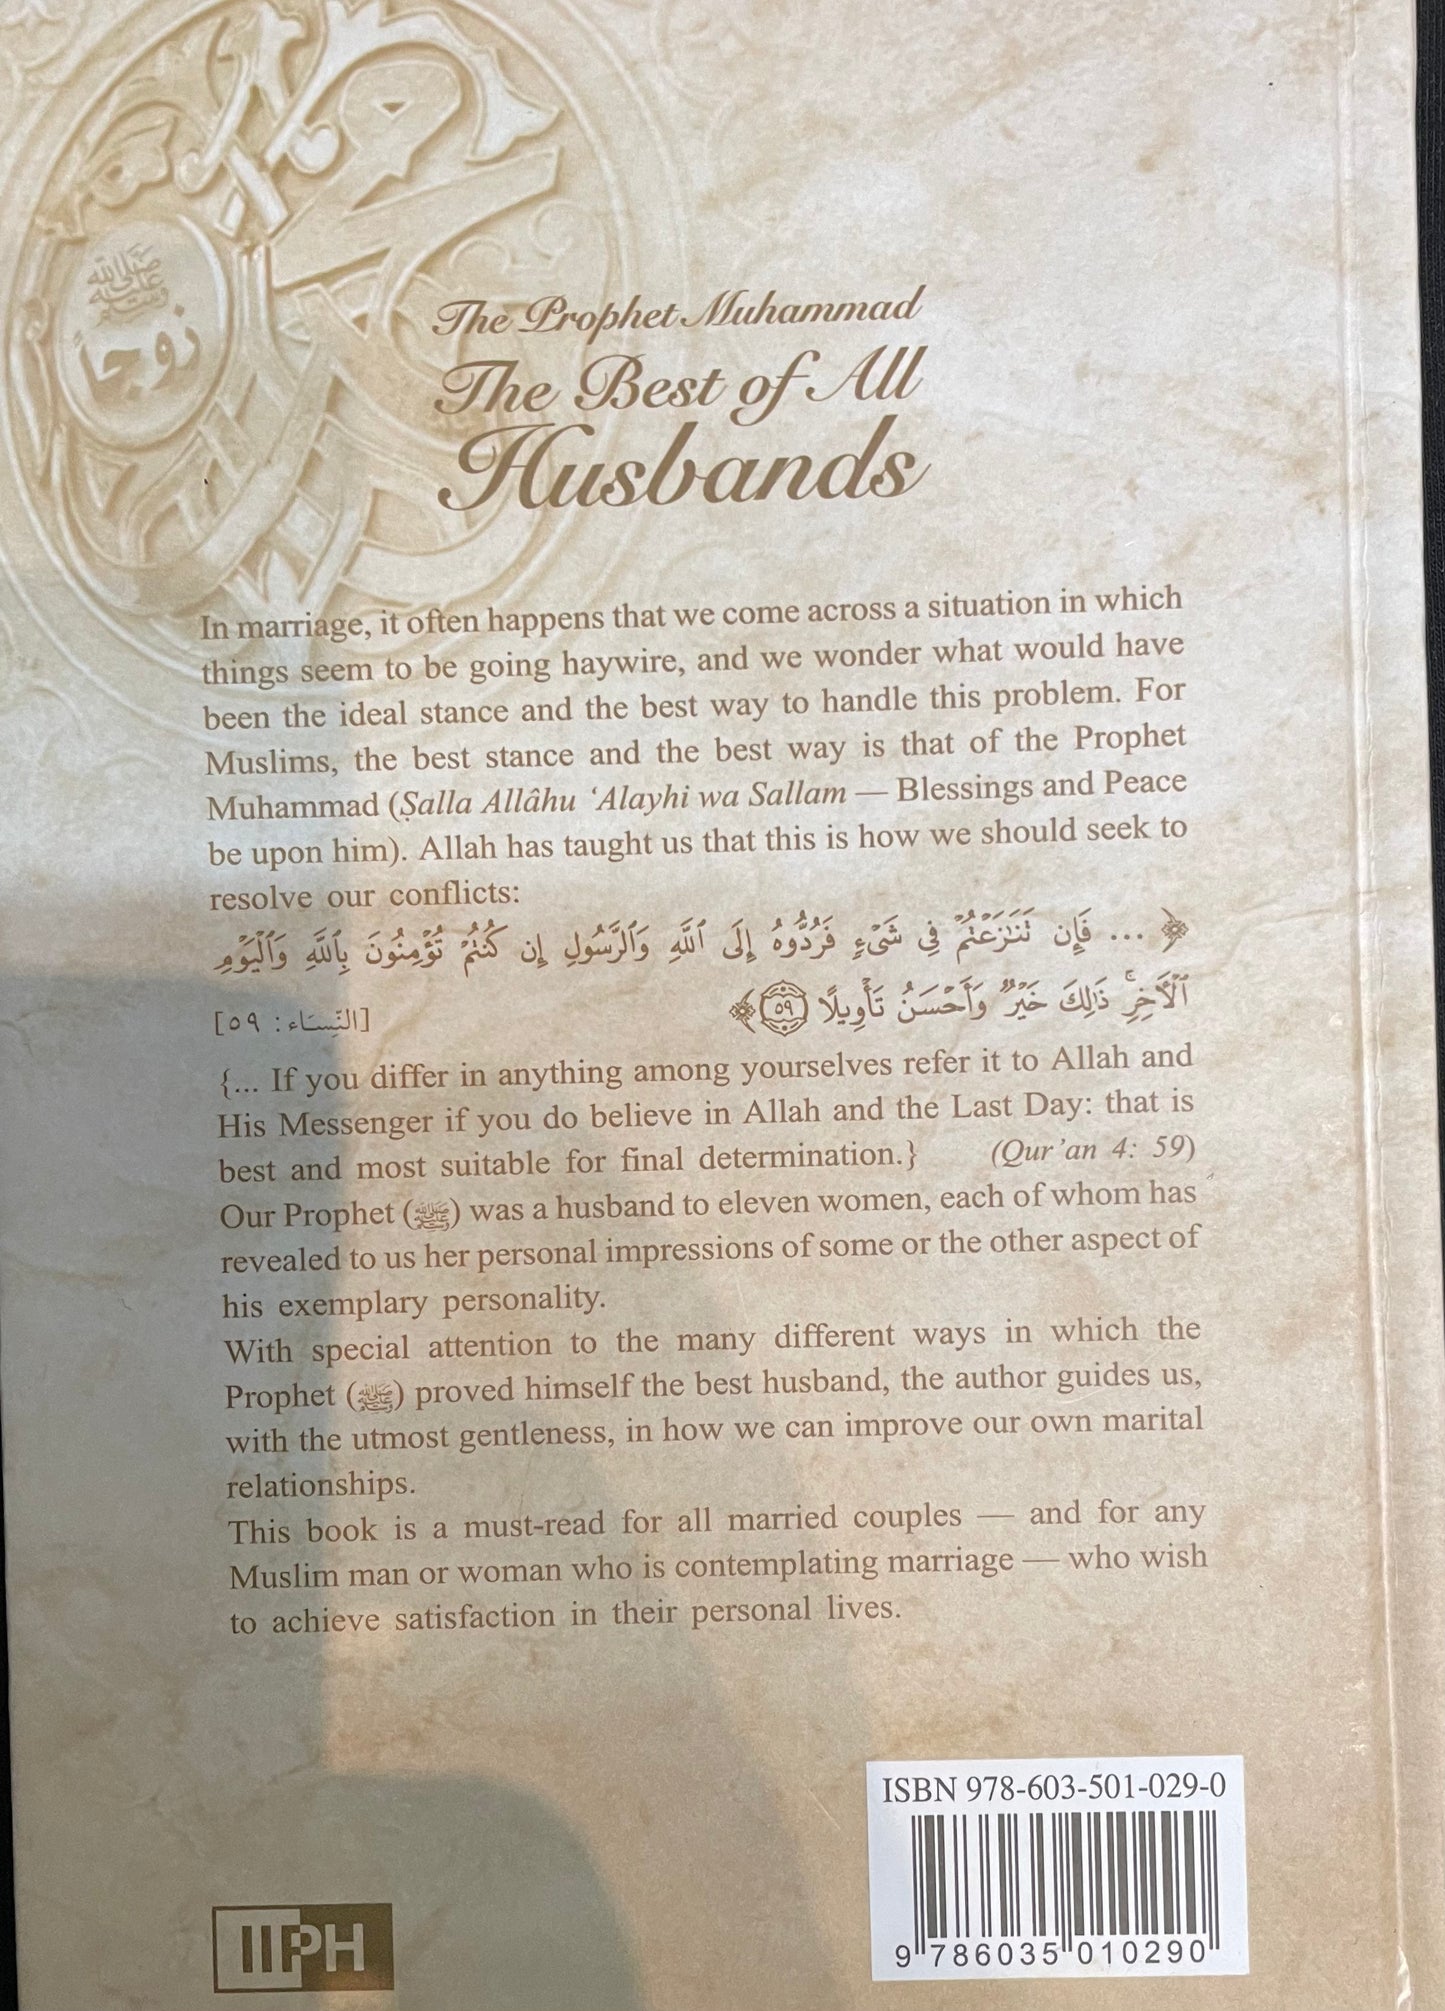 صلى الله عليه وسلم
زوجاً
The Prophet Muhammad
The Best of All
Husbands
In marriage, it often happens that we come across a situation in which
things seem to be going haywire, and we wonder what would have
been the ideal stance and the best way to handle this problem. For
Muslims, the best stance and the best way is that of the Prophet
Muhammad (Ṣalla Allâhu ‘Alayhi wa Sallam — Blessings and Peace
be upon him). Allah has taught us that this is how we should seek to
resolve our conflicts:
﴿ ... فَإِن تَنَٰزَعْتُمْ فِي شَىْءٍ فَرُدُّوهُ إِلَى ٱللَّهِ وَٱلرَّسُولِ إِن كُنتُمْ تُؤْمِنُونَ بِٱللَّهِ وَٱلْيَوْمِ
ٱلْأَخِرِ ۚ ذَٰلِكَ خَيْرٌ وَأَحْسَنُ تَأْوِيلًا ٥٩ ﴾ [النِّسَاء: ٥٩]
{... If you differ in anything among yourselves refer it to Allah and
His Messenger if you do believe in Allah and the Last Day: that is
best and most suitable for final determination.} (Qur’an 4: 59)
Our Prophet (ﷺ) was a husband to eleven women, each of whom has
revealed to us her personal impressions of some or the other aspect of
his exemplary personality.
With special attention to the many different ways in which the
Prophet (ﷺ) proved himself the best husband, the author guides us,
with the utmost gentleness, in how we can improve our own marital
relationships.
This book is a must-read for all married couples — and for any
Muslim man or woman who is contemplating marriage — who wish
to achieve satisfaction in their personal lives.
ISBN 978-603-501-029-0
9 786035 010290
IIPH